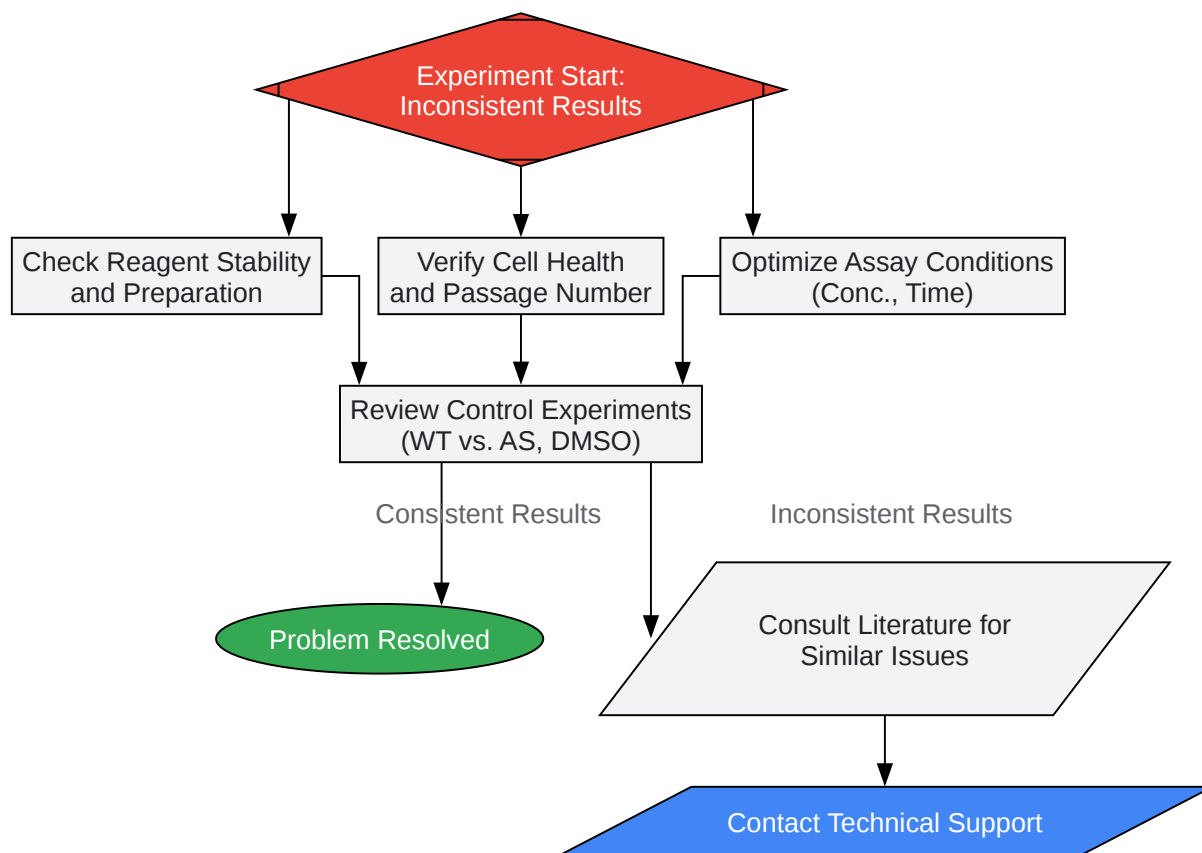 Experiment Start:
Inconsistent Results
Check Reagent Stability
and Preparation
Verify Cell Health
and Passage Number
Optimize Assay Conditions
(Conc., Time)
Review Control Experiments
(WT vs. AS, DMSO)
Consistent Results
Inconsistent Results
Problem Resolved
Consult Literature for
Similar Issues
Contact Technical Support